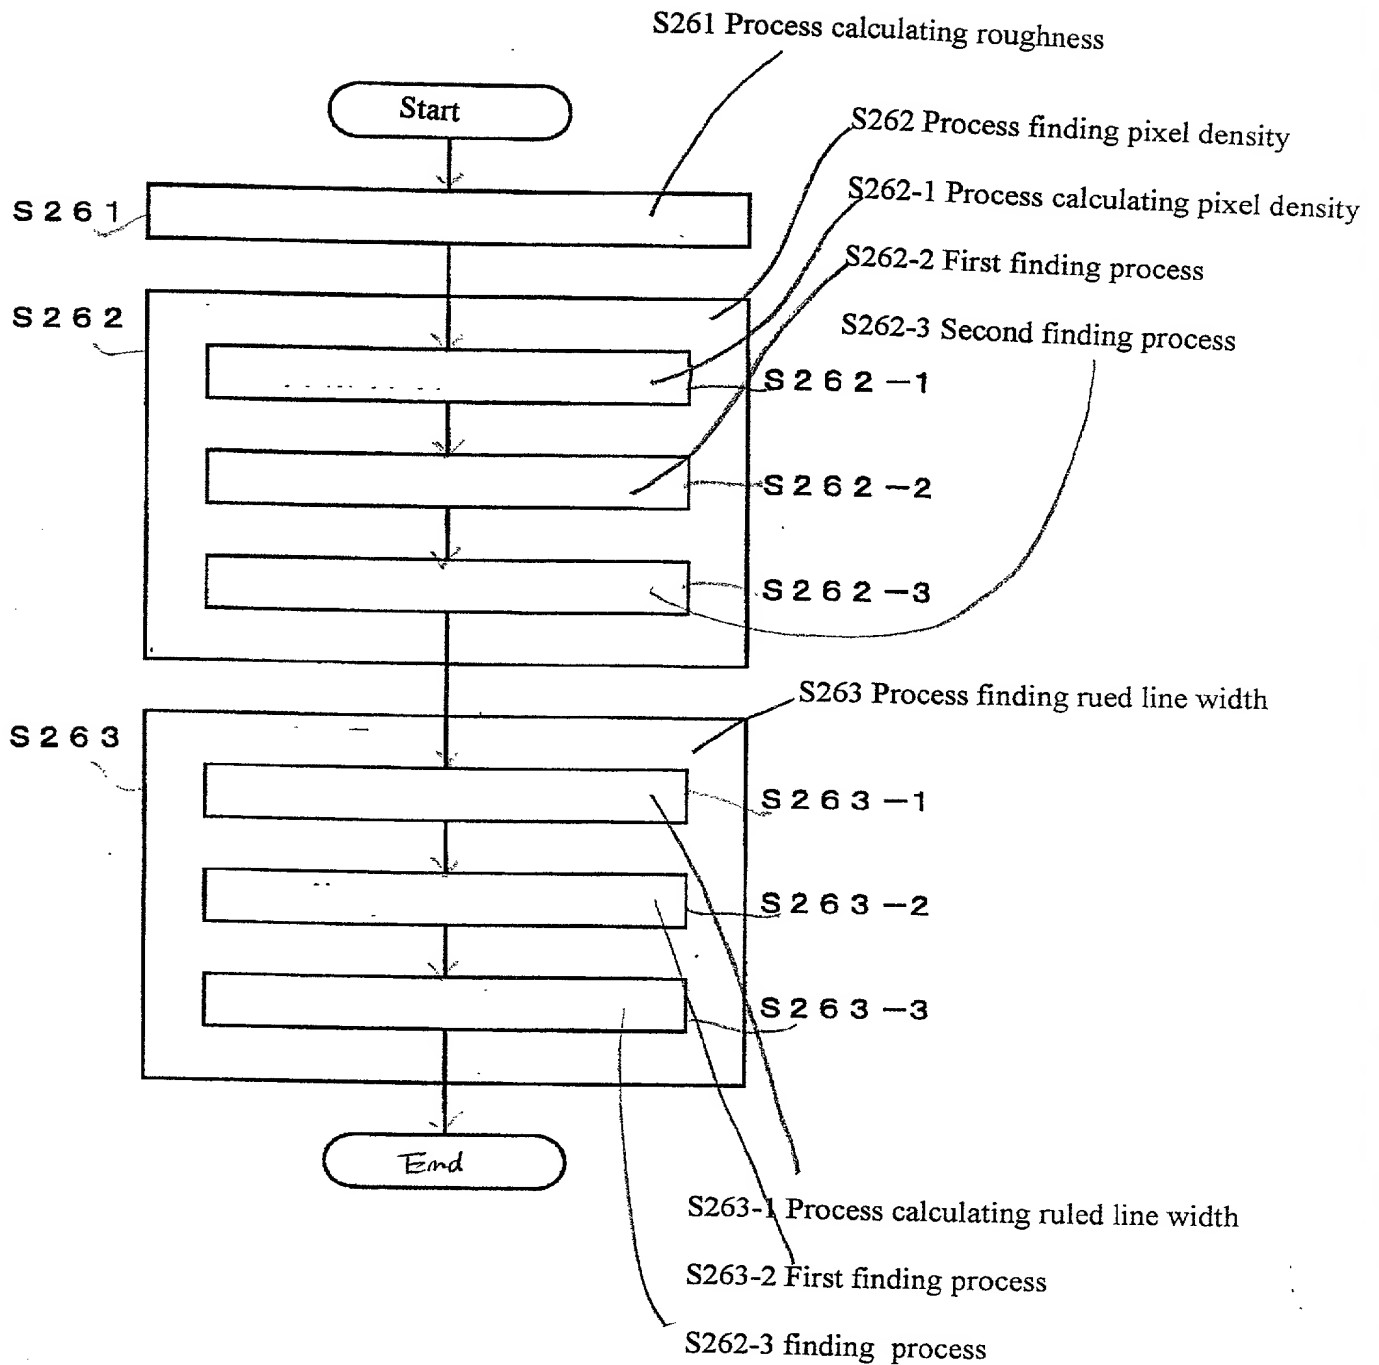 S261 Process calculating roughness
Start
S262 Process finding pixel density
S262-1 Process calculating pixel density
S261
S262-2 First finding process
S262
S262-3 Second finding process
S262-1
S262-2
S262-3
S263 Process finding rued line width
S263
S263-1
S263-2
S263-3
End
S263-1 Process calculating ruled line width
S263-2 First finding process
S262-3 finding process